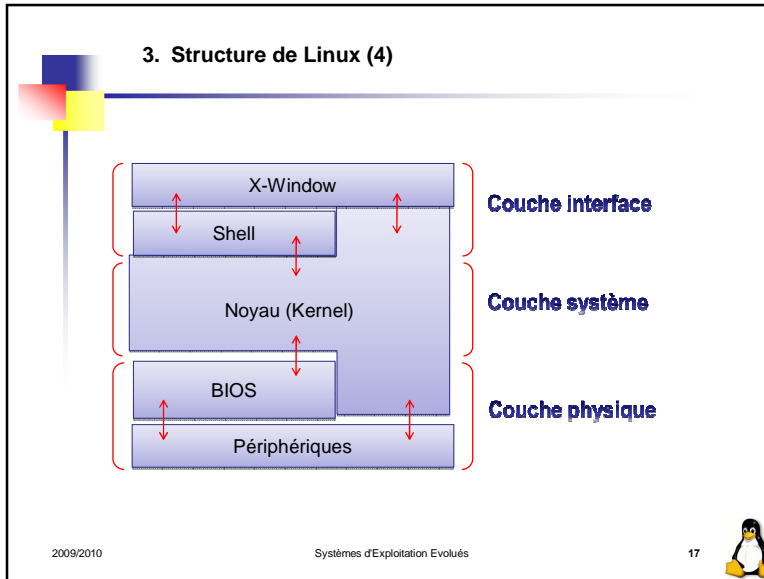 3. Structure de Linux (4)
X-Window
Shell
Couche interface
Noyau (Kernel)
Couche système
BIOS
Couche physique
Périphériques
2009/2010
Systèmes d'Exploitation Evolués
17